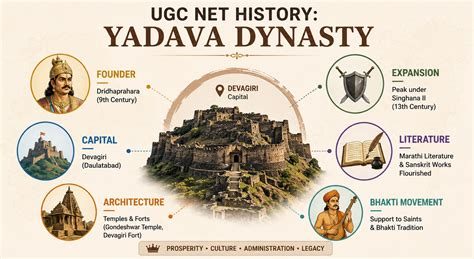 UGC NET HISTORY:
YADAVA DYNASTY
FOUNDER
Dridhaprahara
(9th Century)
DEVAGIRI
Capital
EXPANSION
Peak under
Singhana II
(13th Century)
CAPITAL
Devagiri
(Daulatabad)
LITERATURE
Marathi Literature
& Sanskrit Works
Flourished
ARCHITECTURE
Temples & Forts
(Gondeshwar Temple,
Devagiri Fort)
BHAKTI MOVEMENT
Support to Saints
& Bhakti Tradition
PROSPERITY • CULTURE • ADMINISTRATION • LEGACY